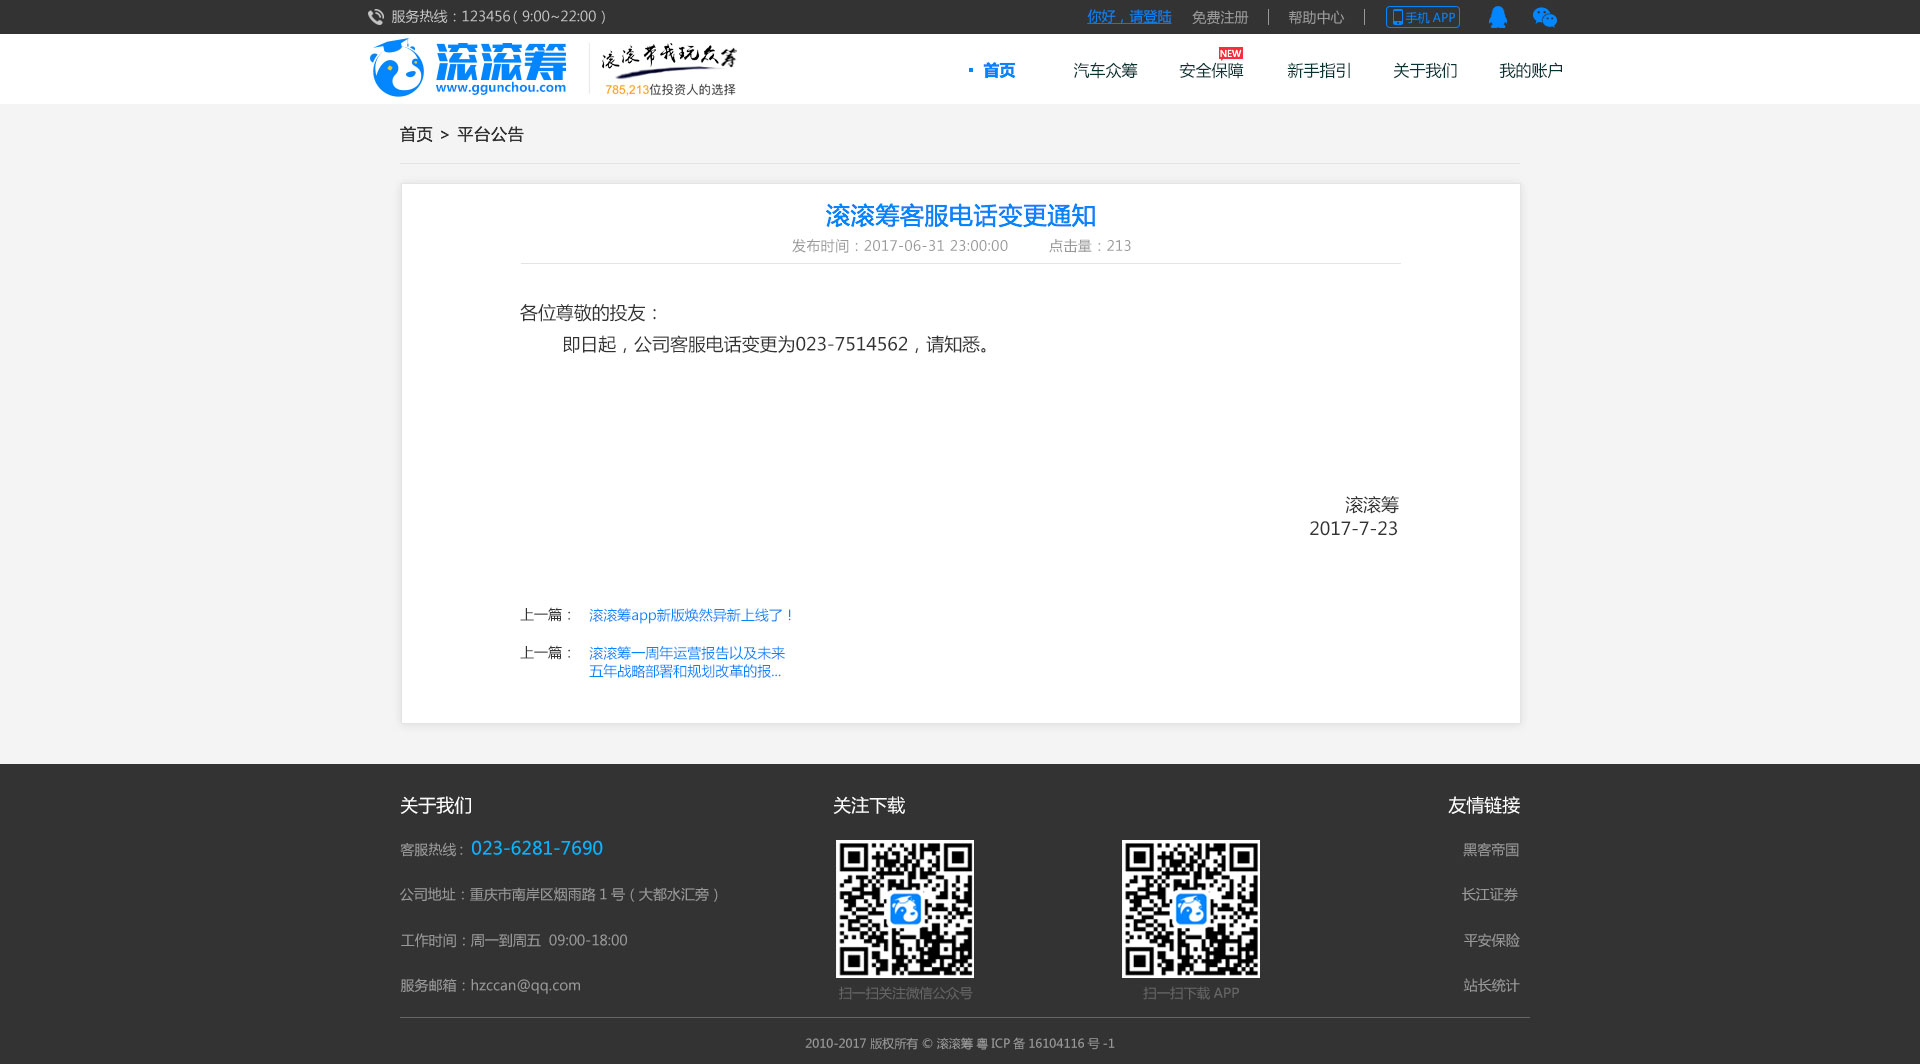 服务热线：123456（9:00~22:00）
你好，请登陆 免费注册 | 帮助中心 | 手机 APP
滚滚筹
www.ggunchou.com
滚滚带我玩众筹
785,213位投资人的选择
NEW
· 首页 汽车众筹 安全保障 新手指引 关于我们 我的账户
首页 > 平台公告
滚滚筹客服电话变更通知
发布时间：2017-06-31 23:00:00 点击量：213
各位尊敬的投友：
即日起，公司客服电话变更为023-7514562，请知悉。
滚滚筹
2017-7-23
上一篇： 滚滚筹app新版焕然异新上线了！
上一篇： 滚滚筹一周年运营报告以及未来
五年战略部署和规划改革的报...
关于我们
客服热线：023-6281-7690
公司地址：重庆市南岸区烟雨路 1 号（大都水汇旁）
工作时间：周一到周五 09:00-18:00
服务邮箱：hzccan@qq.com
关注下载
扫一扫关注微信公众号
扫一扫下载 APP
友情链接
黑客帝国
长江证券
平安保险
站长统计
2010-2017 版权所有 © 滚滚筹 粤 ICP 备 16104116 号 -1